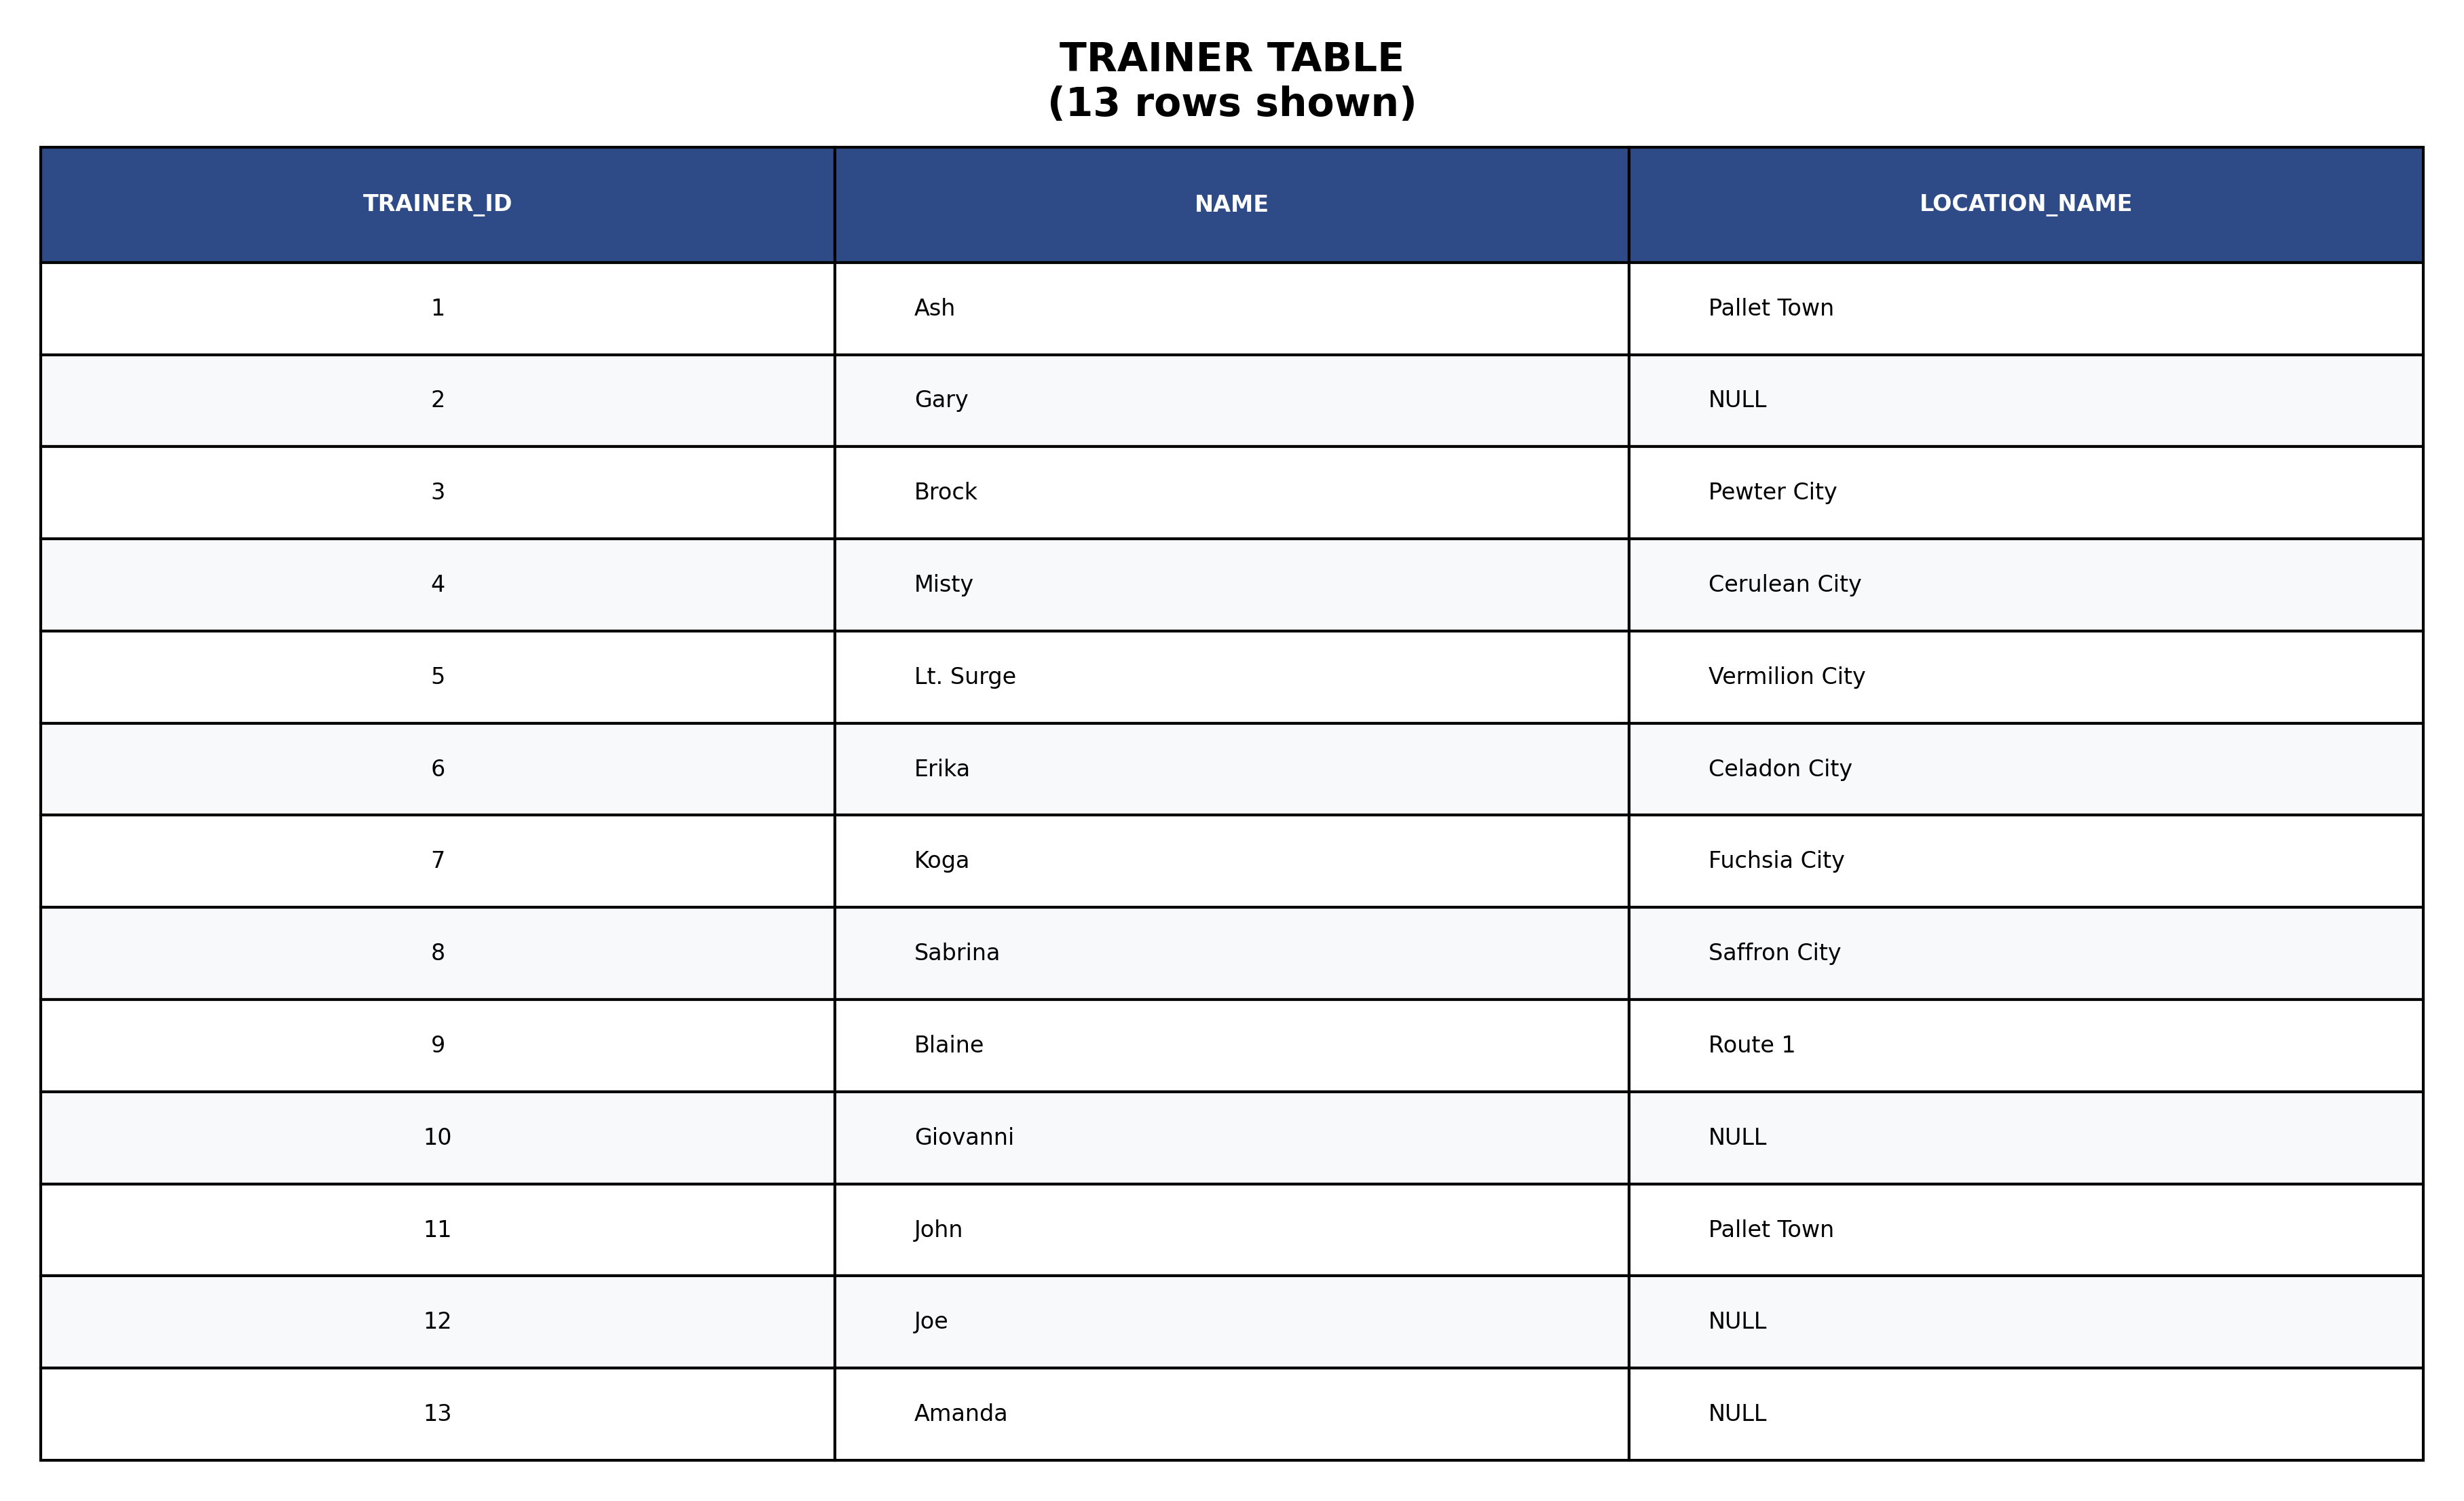 TRAINER TABLE
(13 rows shown)
TRAINER_ID NAME LOCATION_NAME
1 Ash Pallet Town
2 Gary NULL
3 Brock Pewter City
4 Misty Cerulean City
5 Lt. Surge Vermilion City
6 Erika Celadon City
7 Koga Fuchsia City
8 Sabrina Saffron City
9 Blaine Route 1
10 Giovanni NULL
11 John Pallet Town
12 Joe NULL
13 Amanda NULL